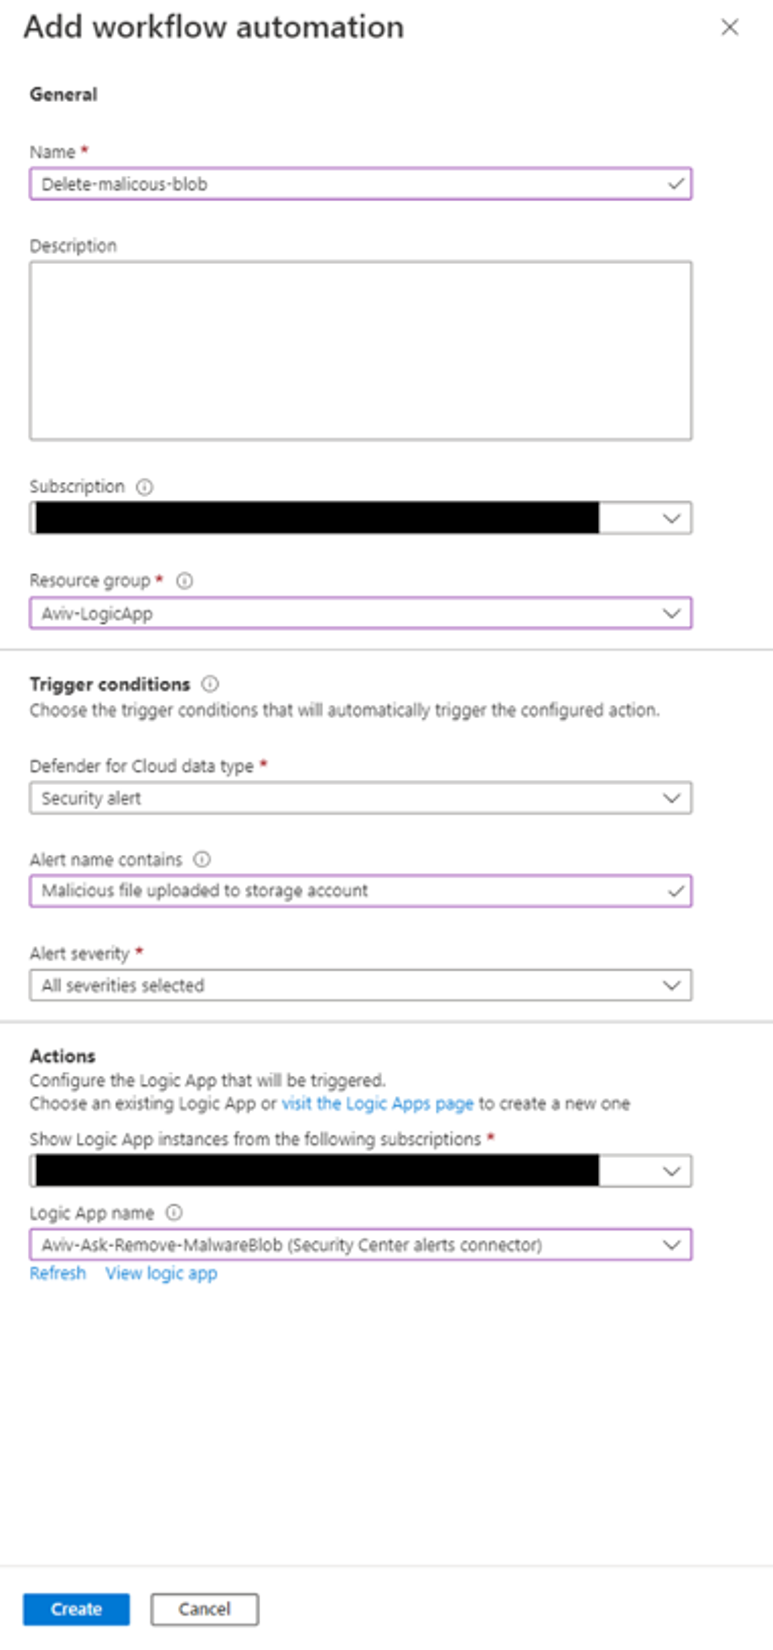 Add workflow automation
General
Name *
Delete-malicous-blob
Description
Subscription
Resource group *
Aviv-LogicApp
Trigger conditions
Choose the trigger conditions that will automatically trigger the configured action.
Defender for Cloud data type *
Security alert
Alert name contains
Malicious file uploaded to storage account
Alert severity *
All severities selected
Actions
Configure the Logic App that will be triggered.
Choose an existing Logic App or visit the Logic Apps page to create a new one
Show Logic App instances from the following subscriptions *
Logic App name
Aviv-Ask-Remove-MalwareBlob (Security Center alerts connector)
Refresh View logic app
Create Cancel